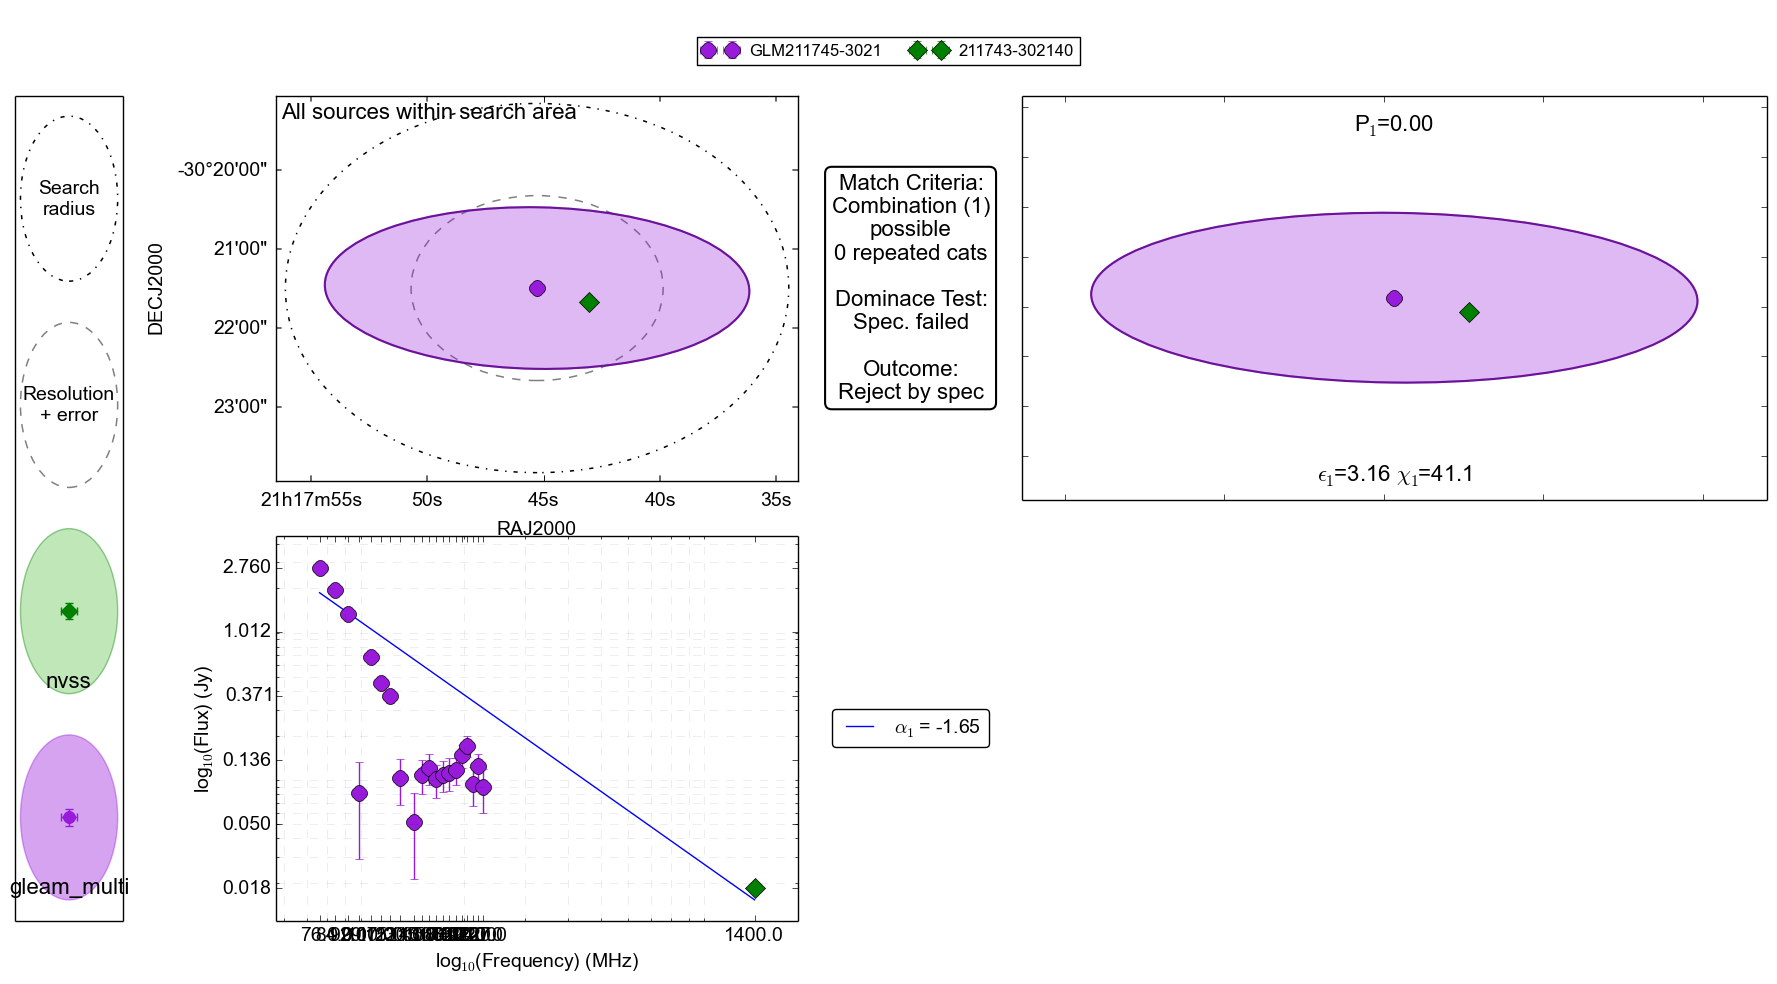 GLM211745-3021 211743-302140
All sources within search area
P1=0.00
Search
radius
-30°20'00"
Match Criteria:
Combination (1)
possible
0 repeated cats
Dominace Test:
Spec. failed
Outcome:
Reject by spec
21'00"
DECJ2000
22'00"
Resolution
+ error
23'00"
ϵ1=3.16 χ1=41.1
21h17m55s 50s 45s 40s 35s
RAJ2000
2.760
1.012
nvss
0.371
log10(Flux) (Jy)
α1 = -1.65
0.136
0.050
gleam_multi
0.018
1400.0
log10(Frequency) (MHz)